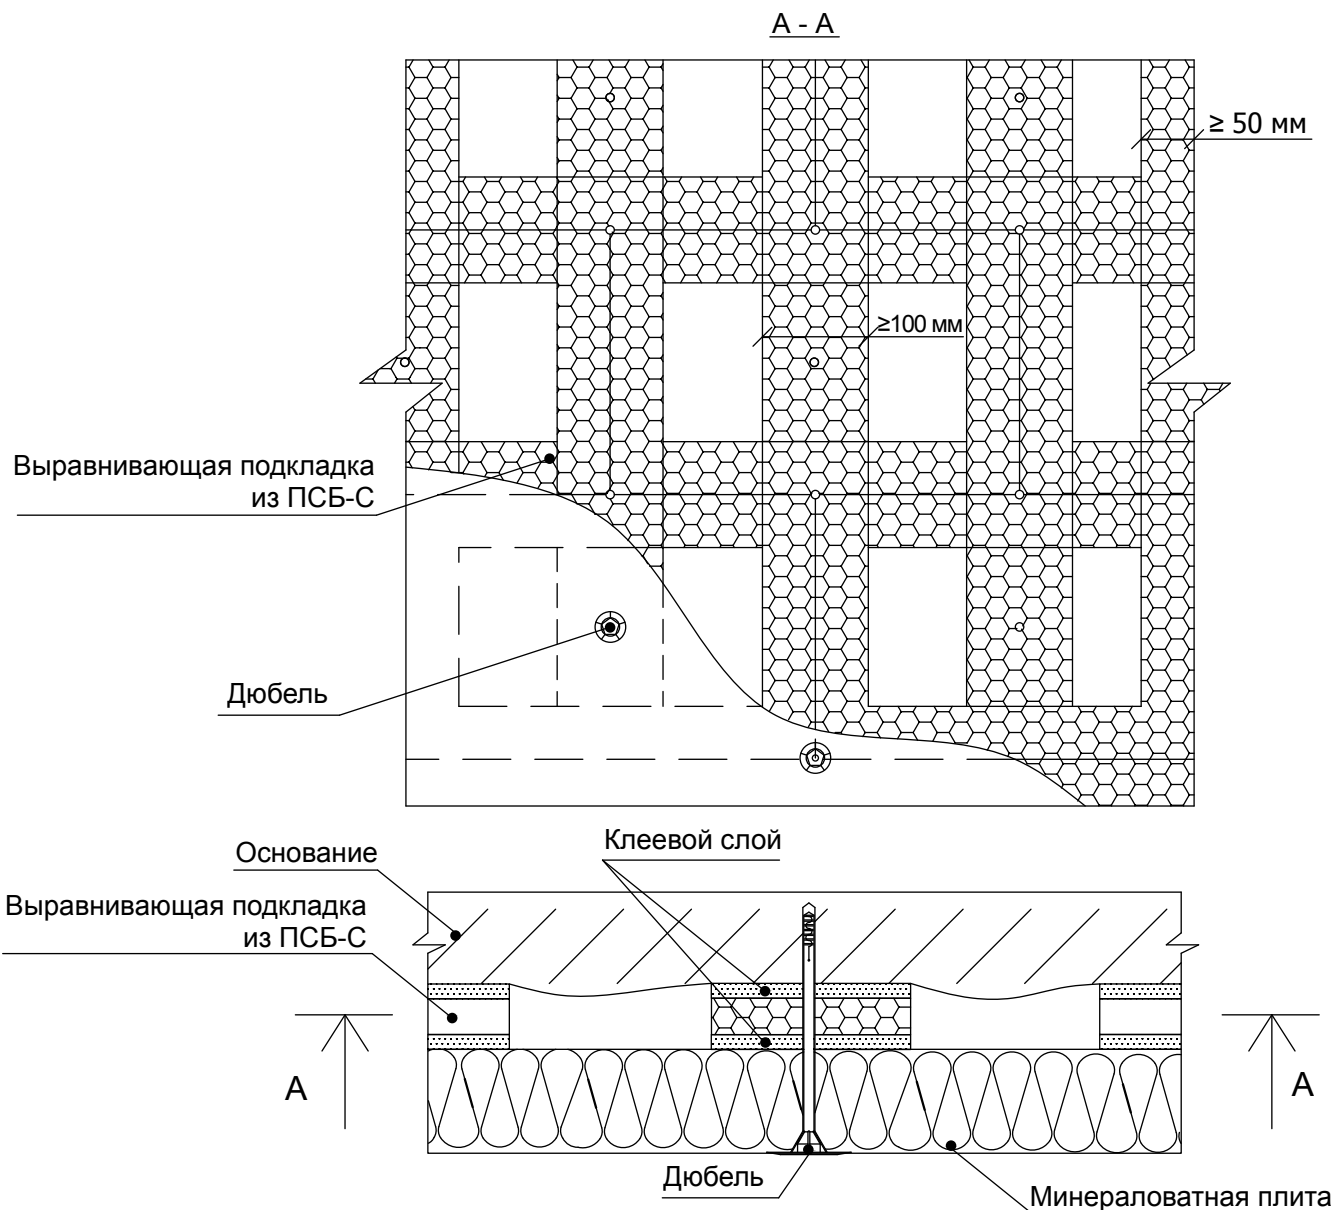 А - А
≥ 50 мм
≥100 мм
Выравнивающая подкладка
из ПСБ-С
Дюбель
Клеевой слой
Основание
Выравнивающая подкладка
из ПСБ-С
А
А
Дюбель
Минераловатная плита